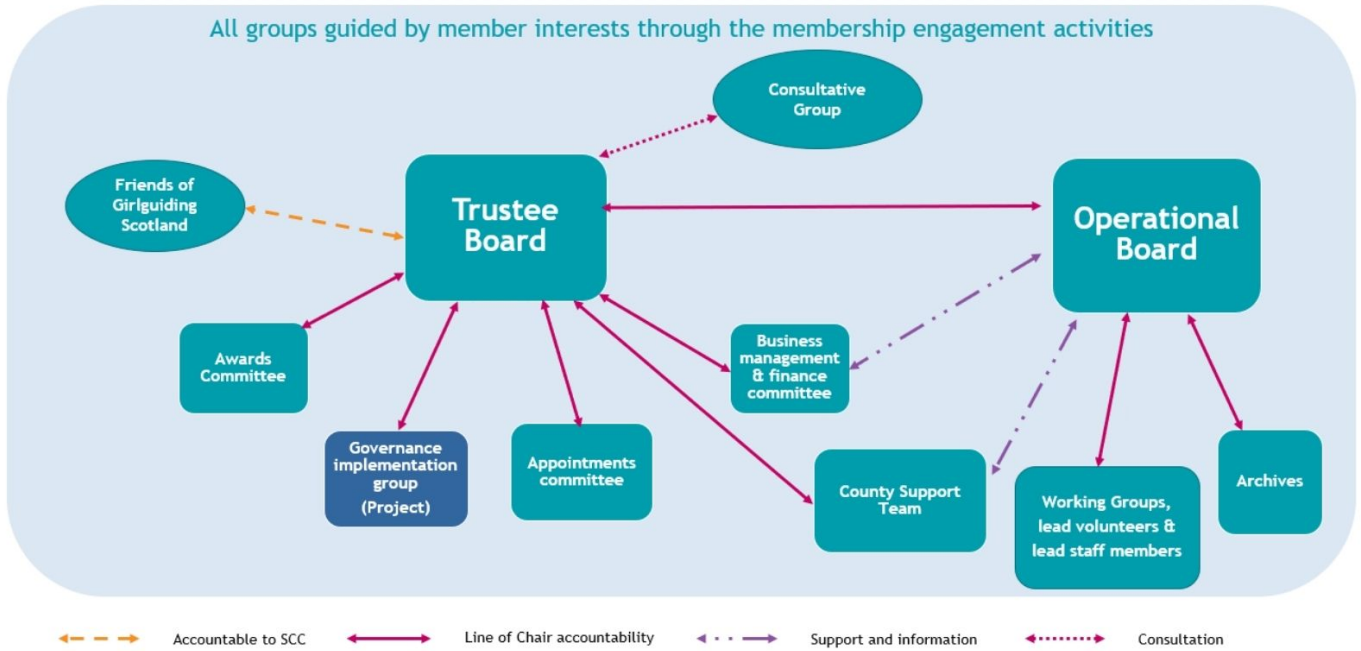 All groups guided by member interests through the membership engagement activities
Consultative
Group
Friends of
Girlguiding
Scotland
Trustee
Board
Operational
Board
Awards
Committee
Business
management
& finance
committee
Governance
implementation
group
(Project)
Appointments
committee
County Support
Team
Working Groups,
lead volunteers &
lead staff members
Archives
Accountable to SCC
Line of Chair accountability
Support and information
Consultation